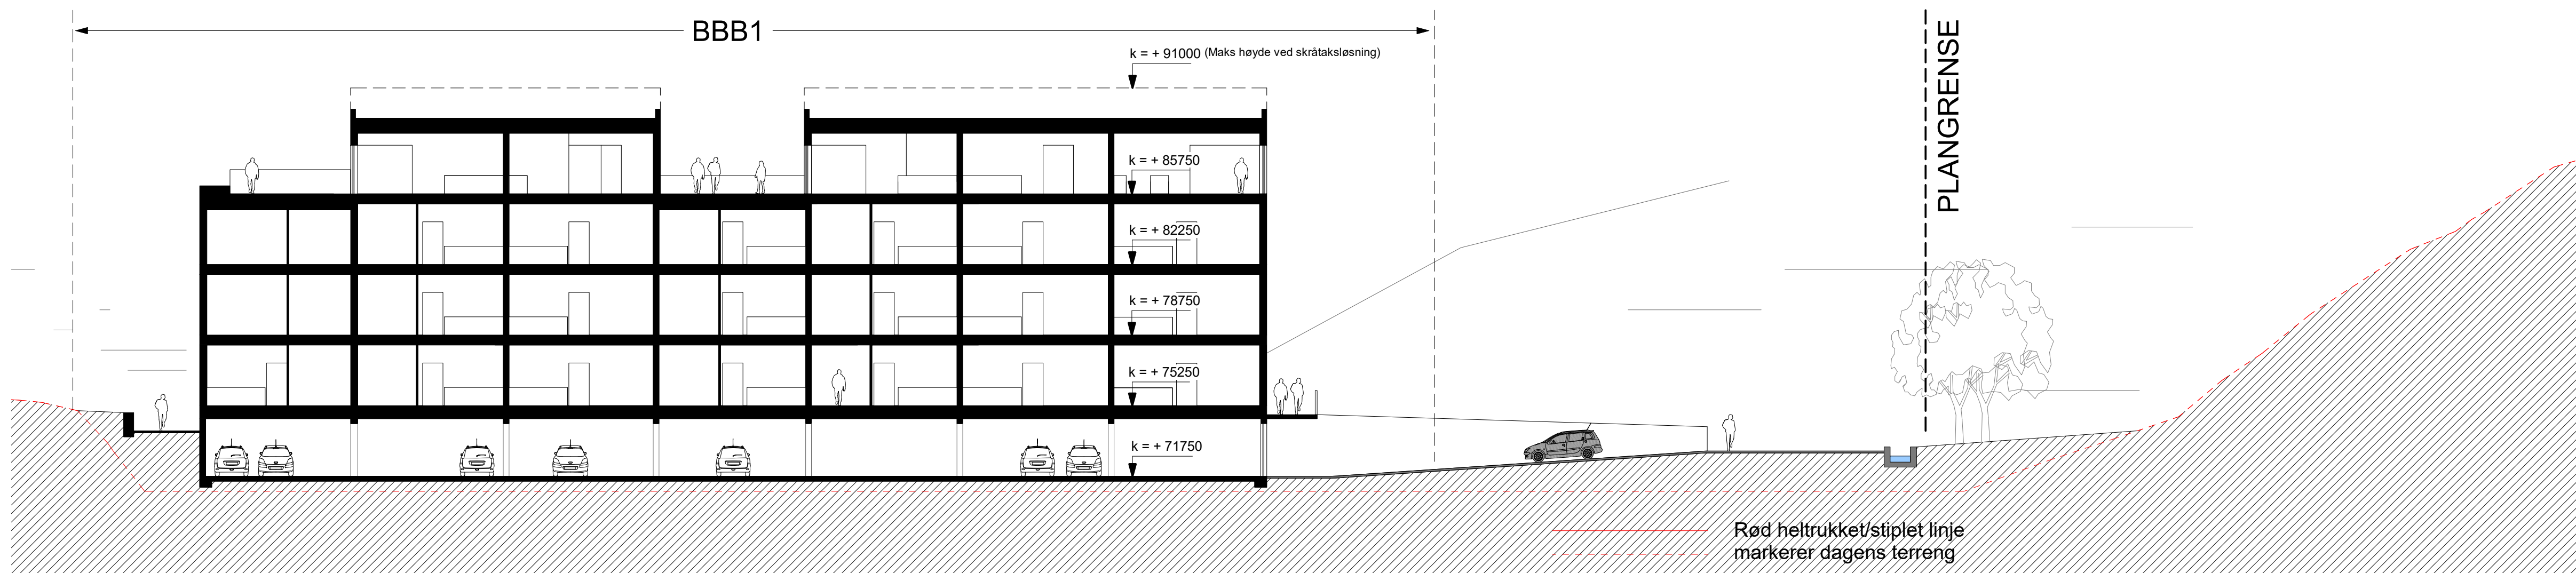 BBB1
k = + 91000 (Maks høyde ved skråtaksløsning)
PLANGRENSE
k = + 85750
k = + 82250
k = + 78750
k = + 75250
k = + 71750
Rød heltrukket/stiplet linje
markerer dagens terreng